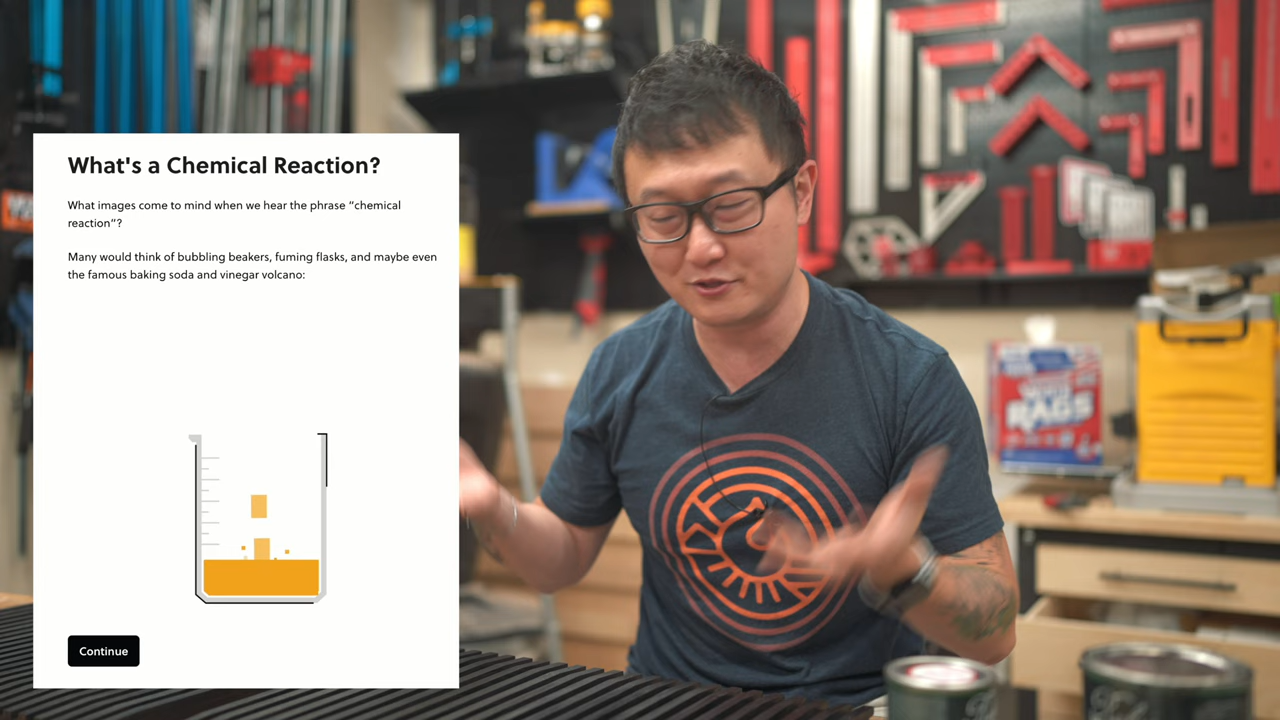 What's a Chemical Reaction?
What images come to mind when we hear the phrase “chemical
reaction”?
Many would think of bubbling beakers, fuming flasks, and maybe even
the famous baking soda and vinegar volcano:
Continue
RAGS